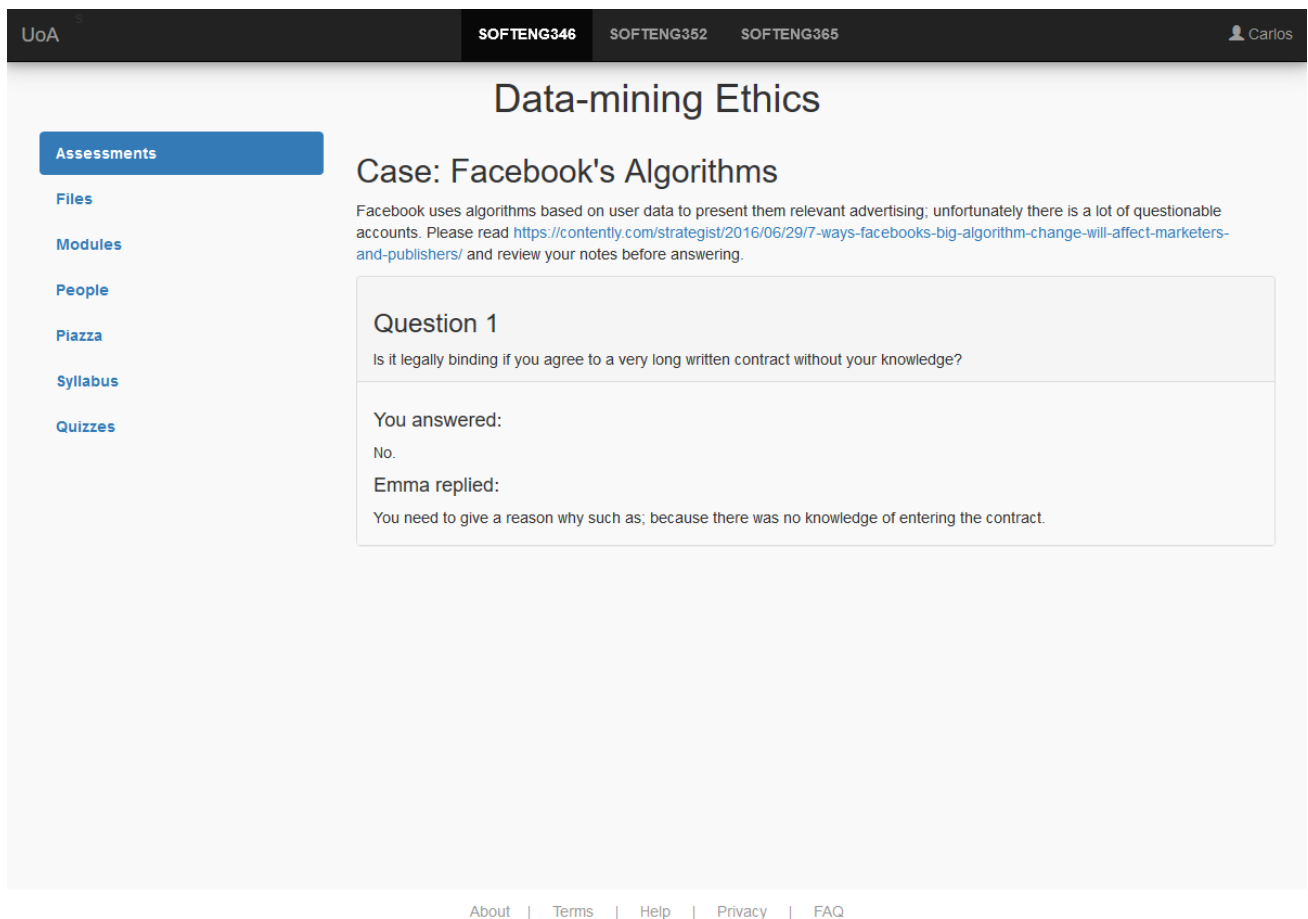 UoA s SOFTENG346 SOFTENG352 SOFTENG365 Carlos
Data-mining Ethics
Assessments
Files
Modules
People
Piazza
Syllabus
Quizzes
Case: Facebook's Algorithms
Facebook uses algorithms based on user data to present them relevant advertising; unfortunately there is a lot of questionable
accounts. Please read https://contently.com/strategist/2016/06/29/7-ways-facebooks-big-algorithm-change-will-affect-marketers-
and-publishers/ and review your notes before answering.
Question 1
Is it legally binding if you agree to a very long written contract without your knowledge?
You answered:
No.
Emma replied:
You need to give a reason why such as; because there was no knowledge of entering the contract.
About | Terms | Help | Privacy | FAQ